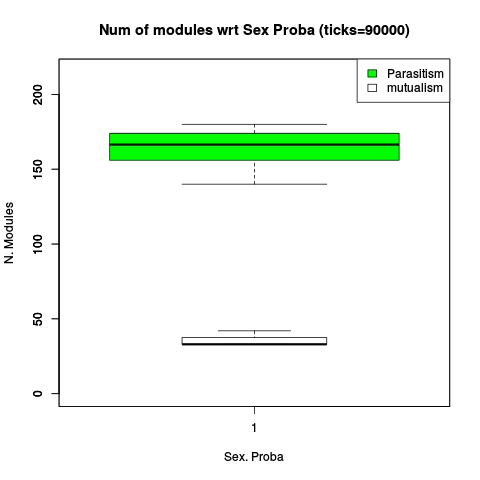 Num of modules wrt Sex Proba (ticks=90000)
Parasitism
mutualism
200
150
100
50
0
N. Modules
1
Sex. Proba